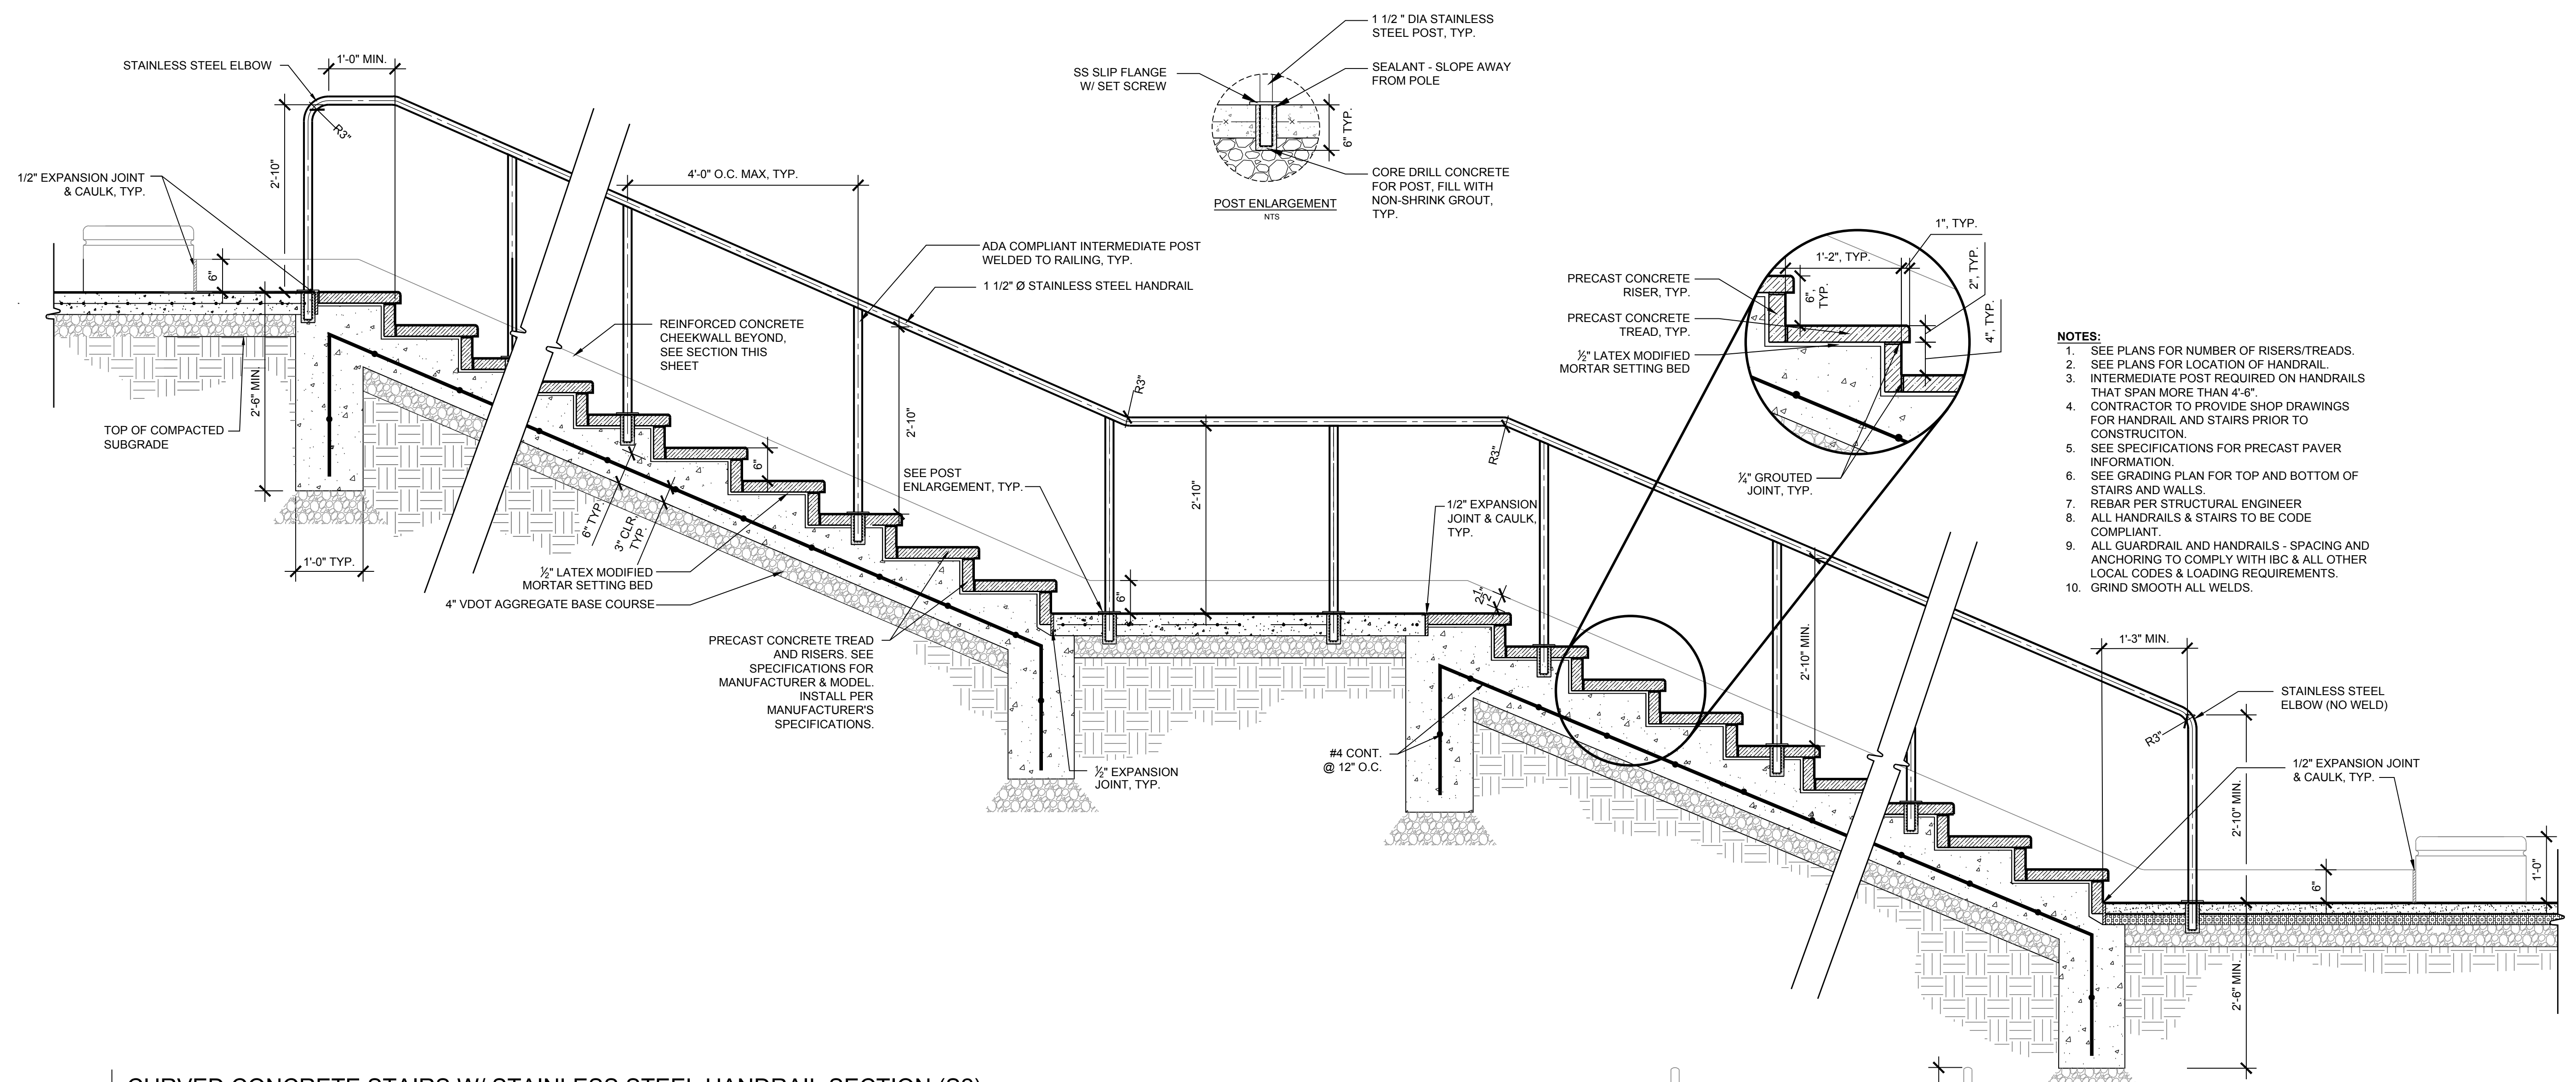 1 1/2 " DIA STAINLESS
STEEL POST, TYP.
SS SLIP FLANGE
W/ SET SCREW
SEALANT - SLOPE AWAY
FROM POLE
6" TYP.
CORE DRILL CONCRETE
FOR POST, FILL WITH
NON-SHRINK GROUT,
TYP.
POST ENLARGEMENT
NTS
STAINLESS STEEL ELBOW
1'-0" MIN.
R3"
2'-10"
1/2" EXPANSION JOINT
& CAULK, TYP.
6"
2'-6" MIN.
TOP OF COMPACTED
SUBGRADE
1'-0" TYP.
4'-0" O.C. MAX, TYP.
ADA COMPLIANT INTERMEDIATE POST
WELDED TO RAILING, TYP.
1 1/2" Ø STAINLESS STEEL HANDRAIL
REINFORCED CONCRETE
CHEEKWALL BEYOND,
SEE SECTION THIS
SHEET
2'-10"
6"
6" TYP.
3" CLR.
TYP.
½" LATEX MODIFIED
MORTAR SETTING BED
4" VDOT AGGREGATE BASE COURSE
PRECAST CONCRETE TREAD
AND RISERS. SEE
SPECIFICATIONS FOR
MANUFACTURER & MODEL.
INSTALL PER
MANUFACTURER'S
SPECIFICATIONS.
SEE POST
ENLARGEMENT, TYP.
R3"
2'-10"
6"
½" EXPANSION
JOINT, TYP.
1/2" EXPANSION
JOINT & CAULK,
TYP.
R3"
2½"
#4 CONT.
@ 12" O.C.
PRECAST CONCRETE
RISER, TYP.
PRECAST CONCRETE
TREAD, TYP.
½" LATEX MODIFIED
MORTAR SETTING BED
¼" GROUTED
JOINT, TYP.
1'-2", TYP.
1", TYP.
6",
TYP.
2", TYP.
4", TYP.
NOTES:
1. SEE PLANS FOR NUMBER OF RISERS/TREADS.
2. SEE PLANS FOR LOCATION OF HANDRAIL.
3. INTERMEDIATE POST REQUIRED ON HANDRAILS
THAT SPAN MORE THAN 4'-6".
4. CONTRACTOR TO PROVIDE SHOP DRAWINGS
FOR HANDRAIL AND STAIRS PRIOR TO
CONSTRUCITON.
5. SEE SPECIFICATIONS FOR PRECAST PAVER
INFORMATION.
6. SEE GRADING PLAN FOR TOP AND BOTTOM OF
STAIRS AND WALLS.
7. REBAR PER STRUCTURAL ENGINEER
8. ALL HANDRAILS & STAIRS TO BE CODE
COMPLIANT.
9. ALL GUARDRAIL AND HANDRAILS - SPACING AND
ANCHORING TO COMPLY WITH IBC & ALL OTHER
LOCAL CODES & LOADING REQUIREMENTS.
10. GRIND SMOOTH ALL WELDS.
2'-10" MIN.
1'-3" MIN.
STAINLESS STEEL
ELBOW (NO WELD)
R3"
1/2" EXPANSION JOINT
& CAULK, TYP.
2'-10" MIN.
6"
1'-0"
2'-6" MIN.
CURVED CONCRETE STAIRS W/ STAINLESS STEEL HANDRAIL SECTION (S9)